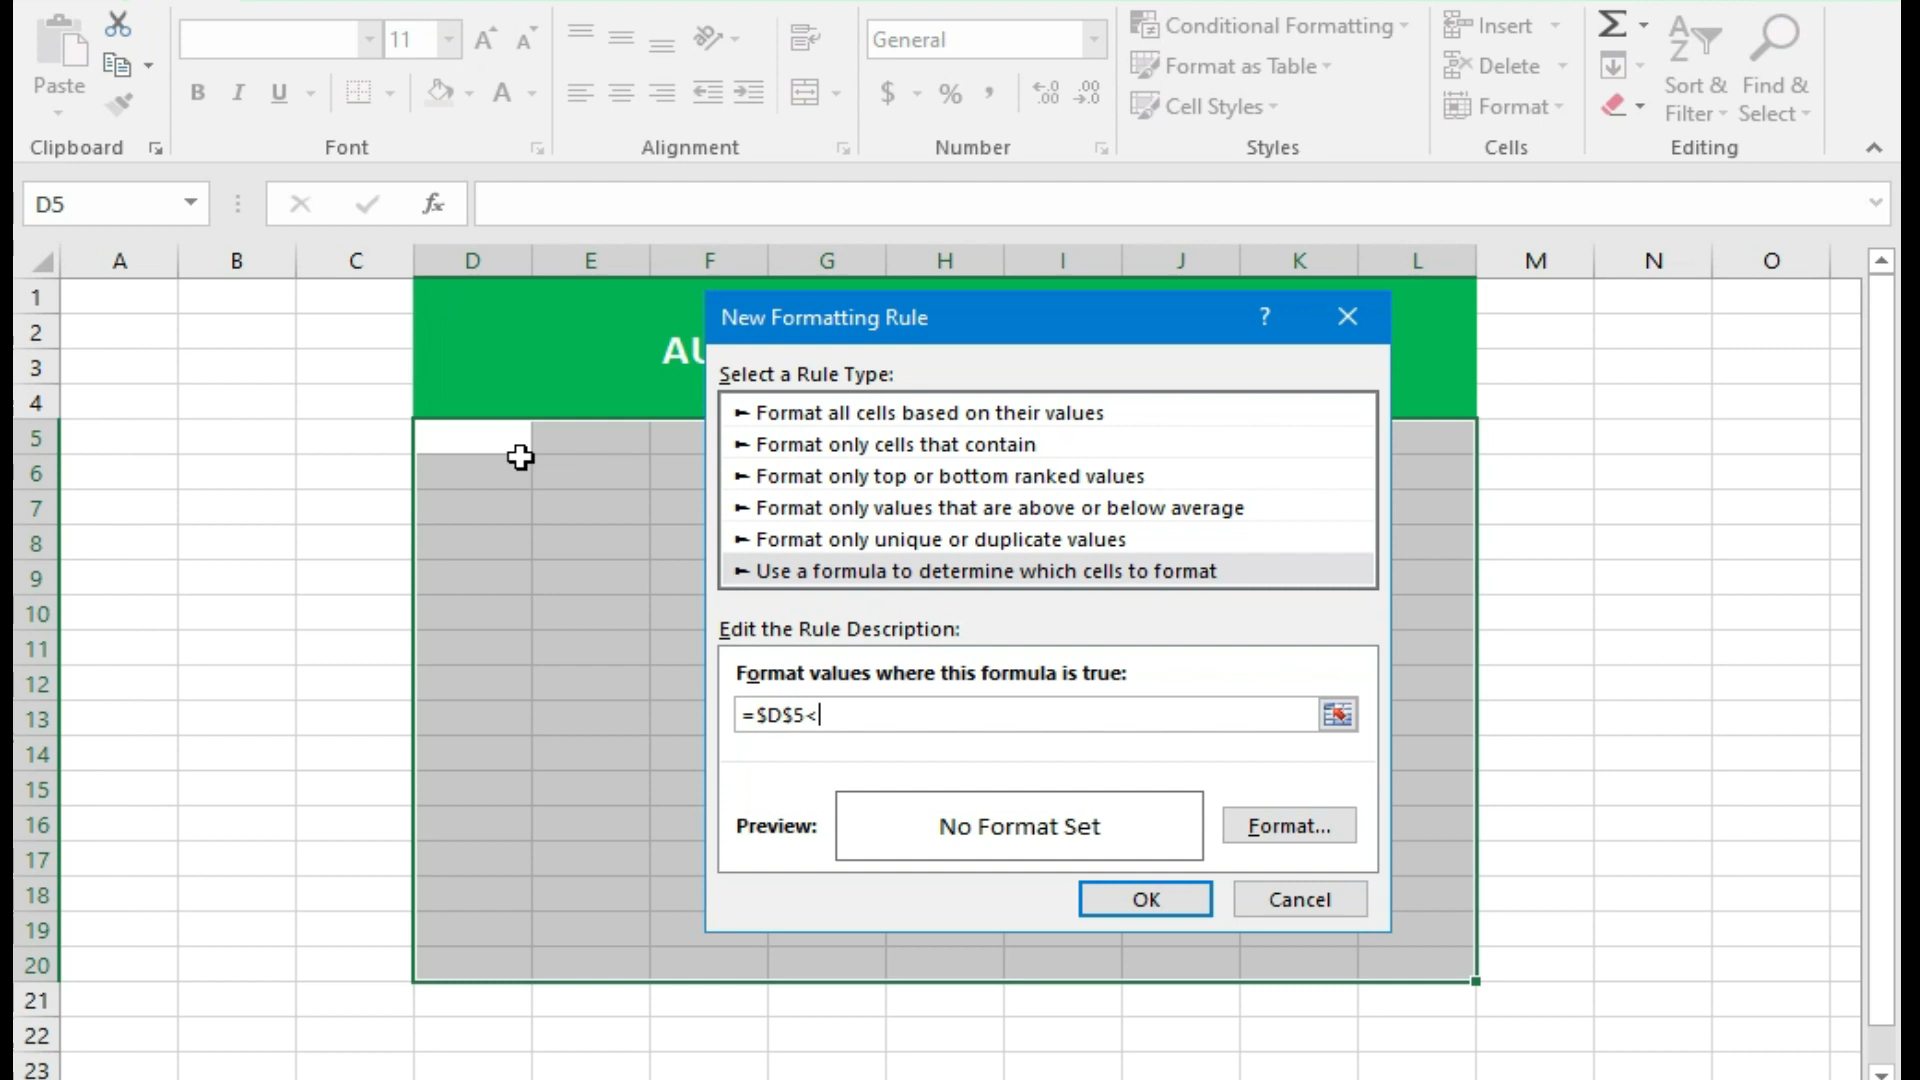 Paste
Clipboard
11
B I U
A
Font
Alignment
General
$ % ,
Number
Conditional Formatting
Format as Table
Cell Styles
Styles
Insert
Delete
Format
Cells
Sort & Filter
Find & Select
Editing
D5
fx
A B C D E F G H I J K L M N O
1
2
3
AU
4
5
6
7
8
9
10
11
12
13
14
15
16
17
18
19
20
21
22
23
New Formatting Rule
?
Select a Rule Type:
► Format all cells based on their values
► Format only cells that contain
► Format only top or bottom ranked values
► Format only values that are above or below average
► Format only unique or duplicate values
► Use a formula to determine which cells to format
Edit the Rule Description:
Format values where this formula is true:
=$D$5<
Preview:
No Format Set
Format...
OK
Cancel